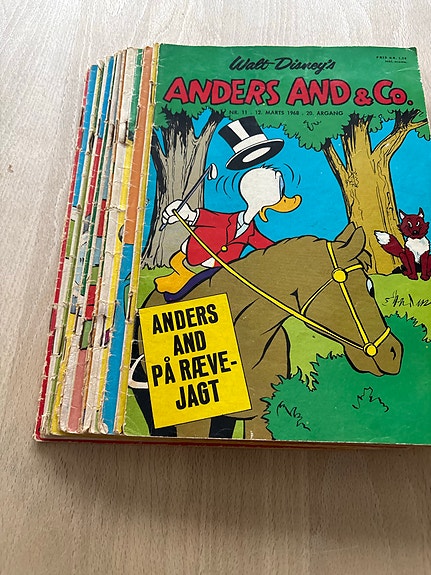 Walt Disney's
ANDERS AND & Co.
NR. 11 . 12. MARTS 1968 . 20. ÅRGANG
ANDERS
AND
PÅ RÆVE-
JAGT